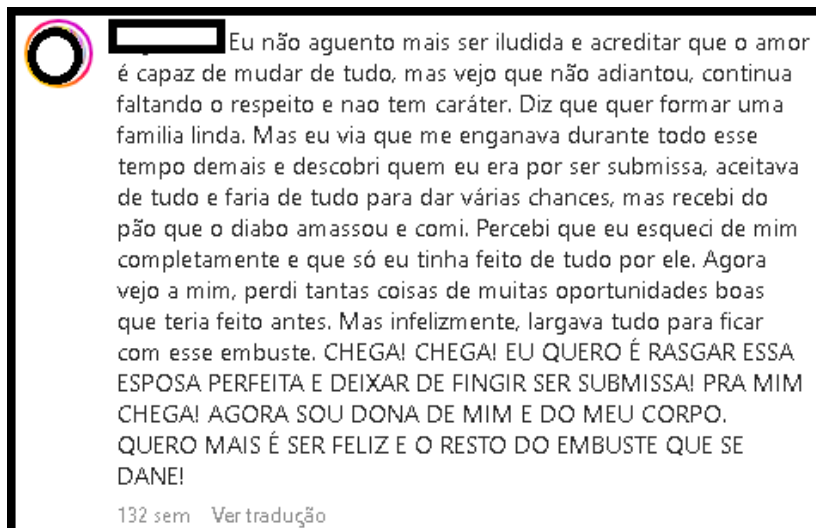 Eu não aguento mais ser iludida e acreditar que o amor
é capaz de mudar de tudo, mas vejo que não adiantou, continua
faltando o respeito e nao tem caráter. Diz que quer formar uma
familia linda. Mas eu via que me enganava durante todo esse
tempo demais e descobri quem eu era por ser submissa, aceitava
de tudo e faria de tudo para dar várias chances, mas recebi do
pão que o diabo amassou e comi. Percebi que eu esqueci de mim
completamente e que só eu tinha feito de tudo por ele. Agora
vejo a mim, perdi tantas coisas de muitas oportunidades boas
que teria feito antes. Mas infelizmente, largava tudo para ficar
com esse embuste. CHEGA! CHEGA! EU QUERO É RASGAR ESSA
ESPOSA PERFEITA E DEIXAR DE FINGIR SER SUBMISSA! PRA MIM
CHEGA! AGORA SOU DONA DE MIM E DO MEU CORPO.
QUERO MAIS É SER FELIZ E O RESTO DO EMBUSTE QUE SE
DANE!
132 sem Ver tradução